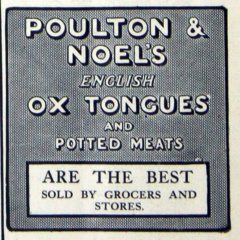 POULTON &
NOEL'S
ENGLISH
OX TONGUES
AND
POTTED MEATS
ARE THE BEST
SOLD BY GROCERS AND
STORES.